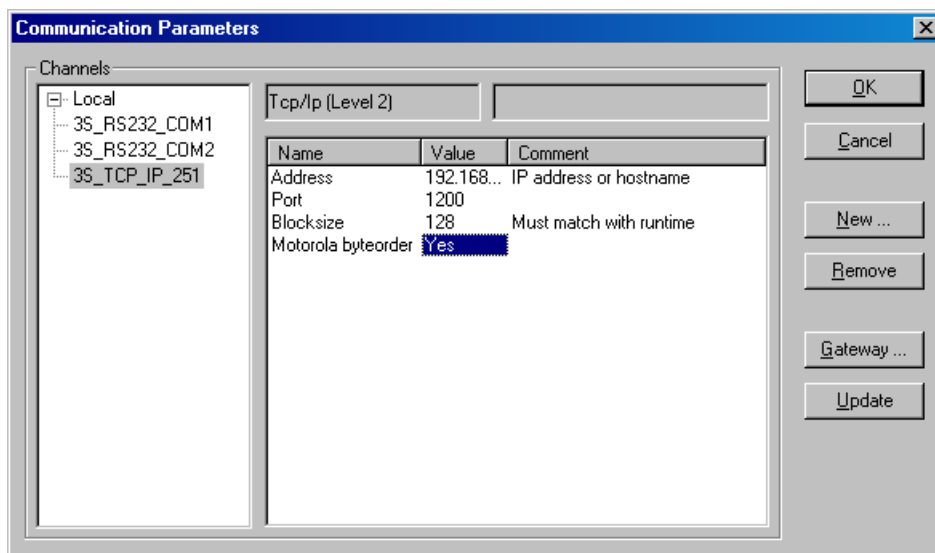 Communication Parameters
Channels
Local
3S_RS232_COM1
3S_RS232_COM2
3S_TCP_IP_251
Tcp/Ip (Level 2)
Name Value Comment
Address 192.168... IP address or hostname
Port 1200
Blocksize 128 Must match with runtime
Motorola byteorder Yes
OK
Cancel
New ...
Remove
Gateway ...
Update